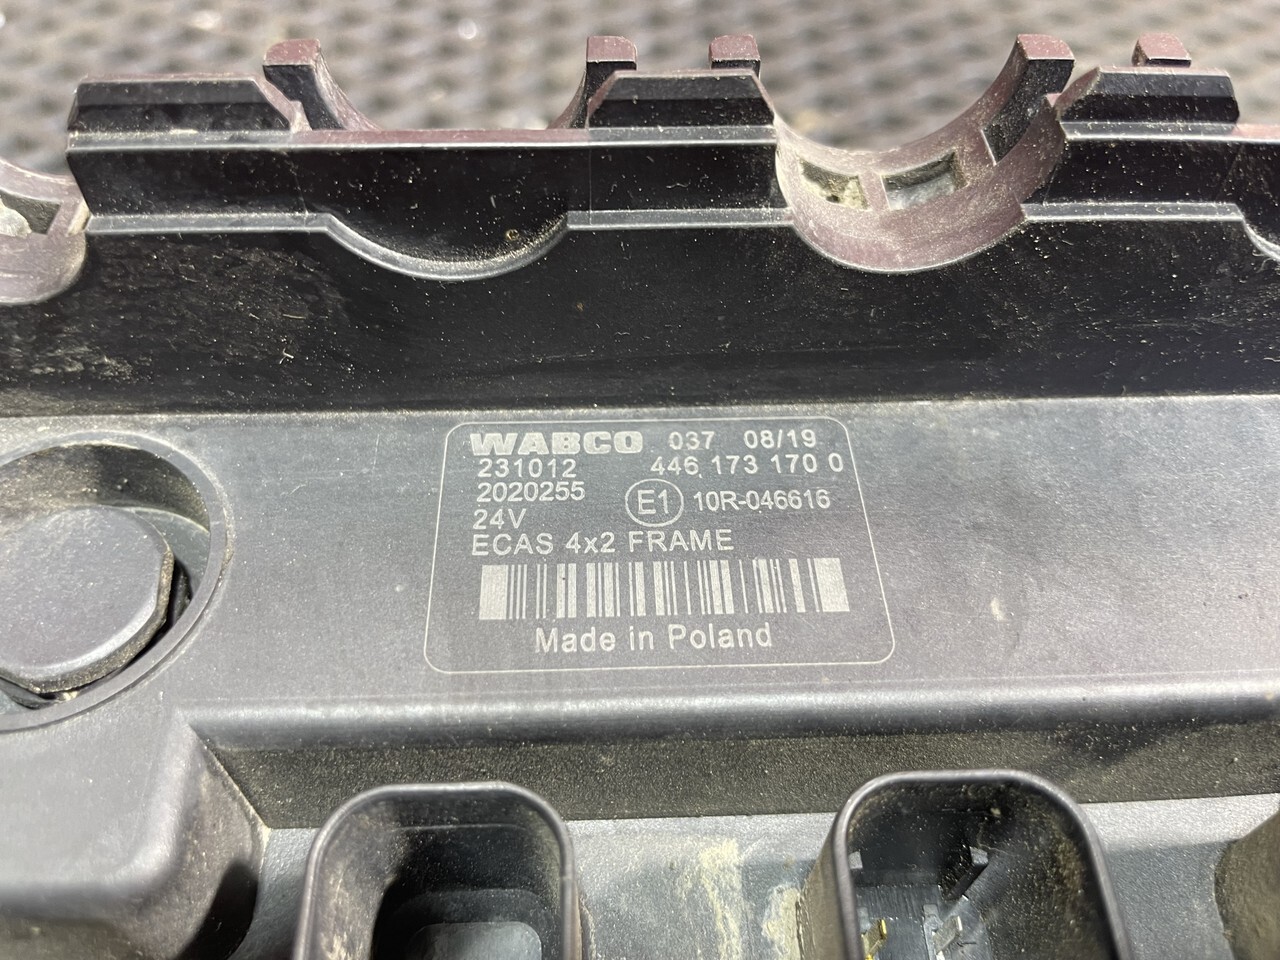 WABCO 037 08/19
231012 446 173 170 0
2020255 E1 10R-046616
24V
ECAS 4x2 FRAME
Made in Poland